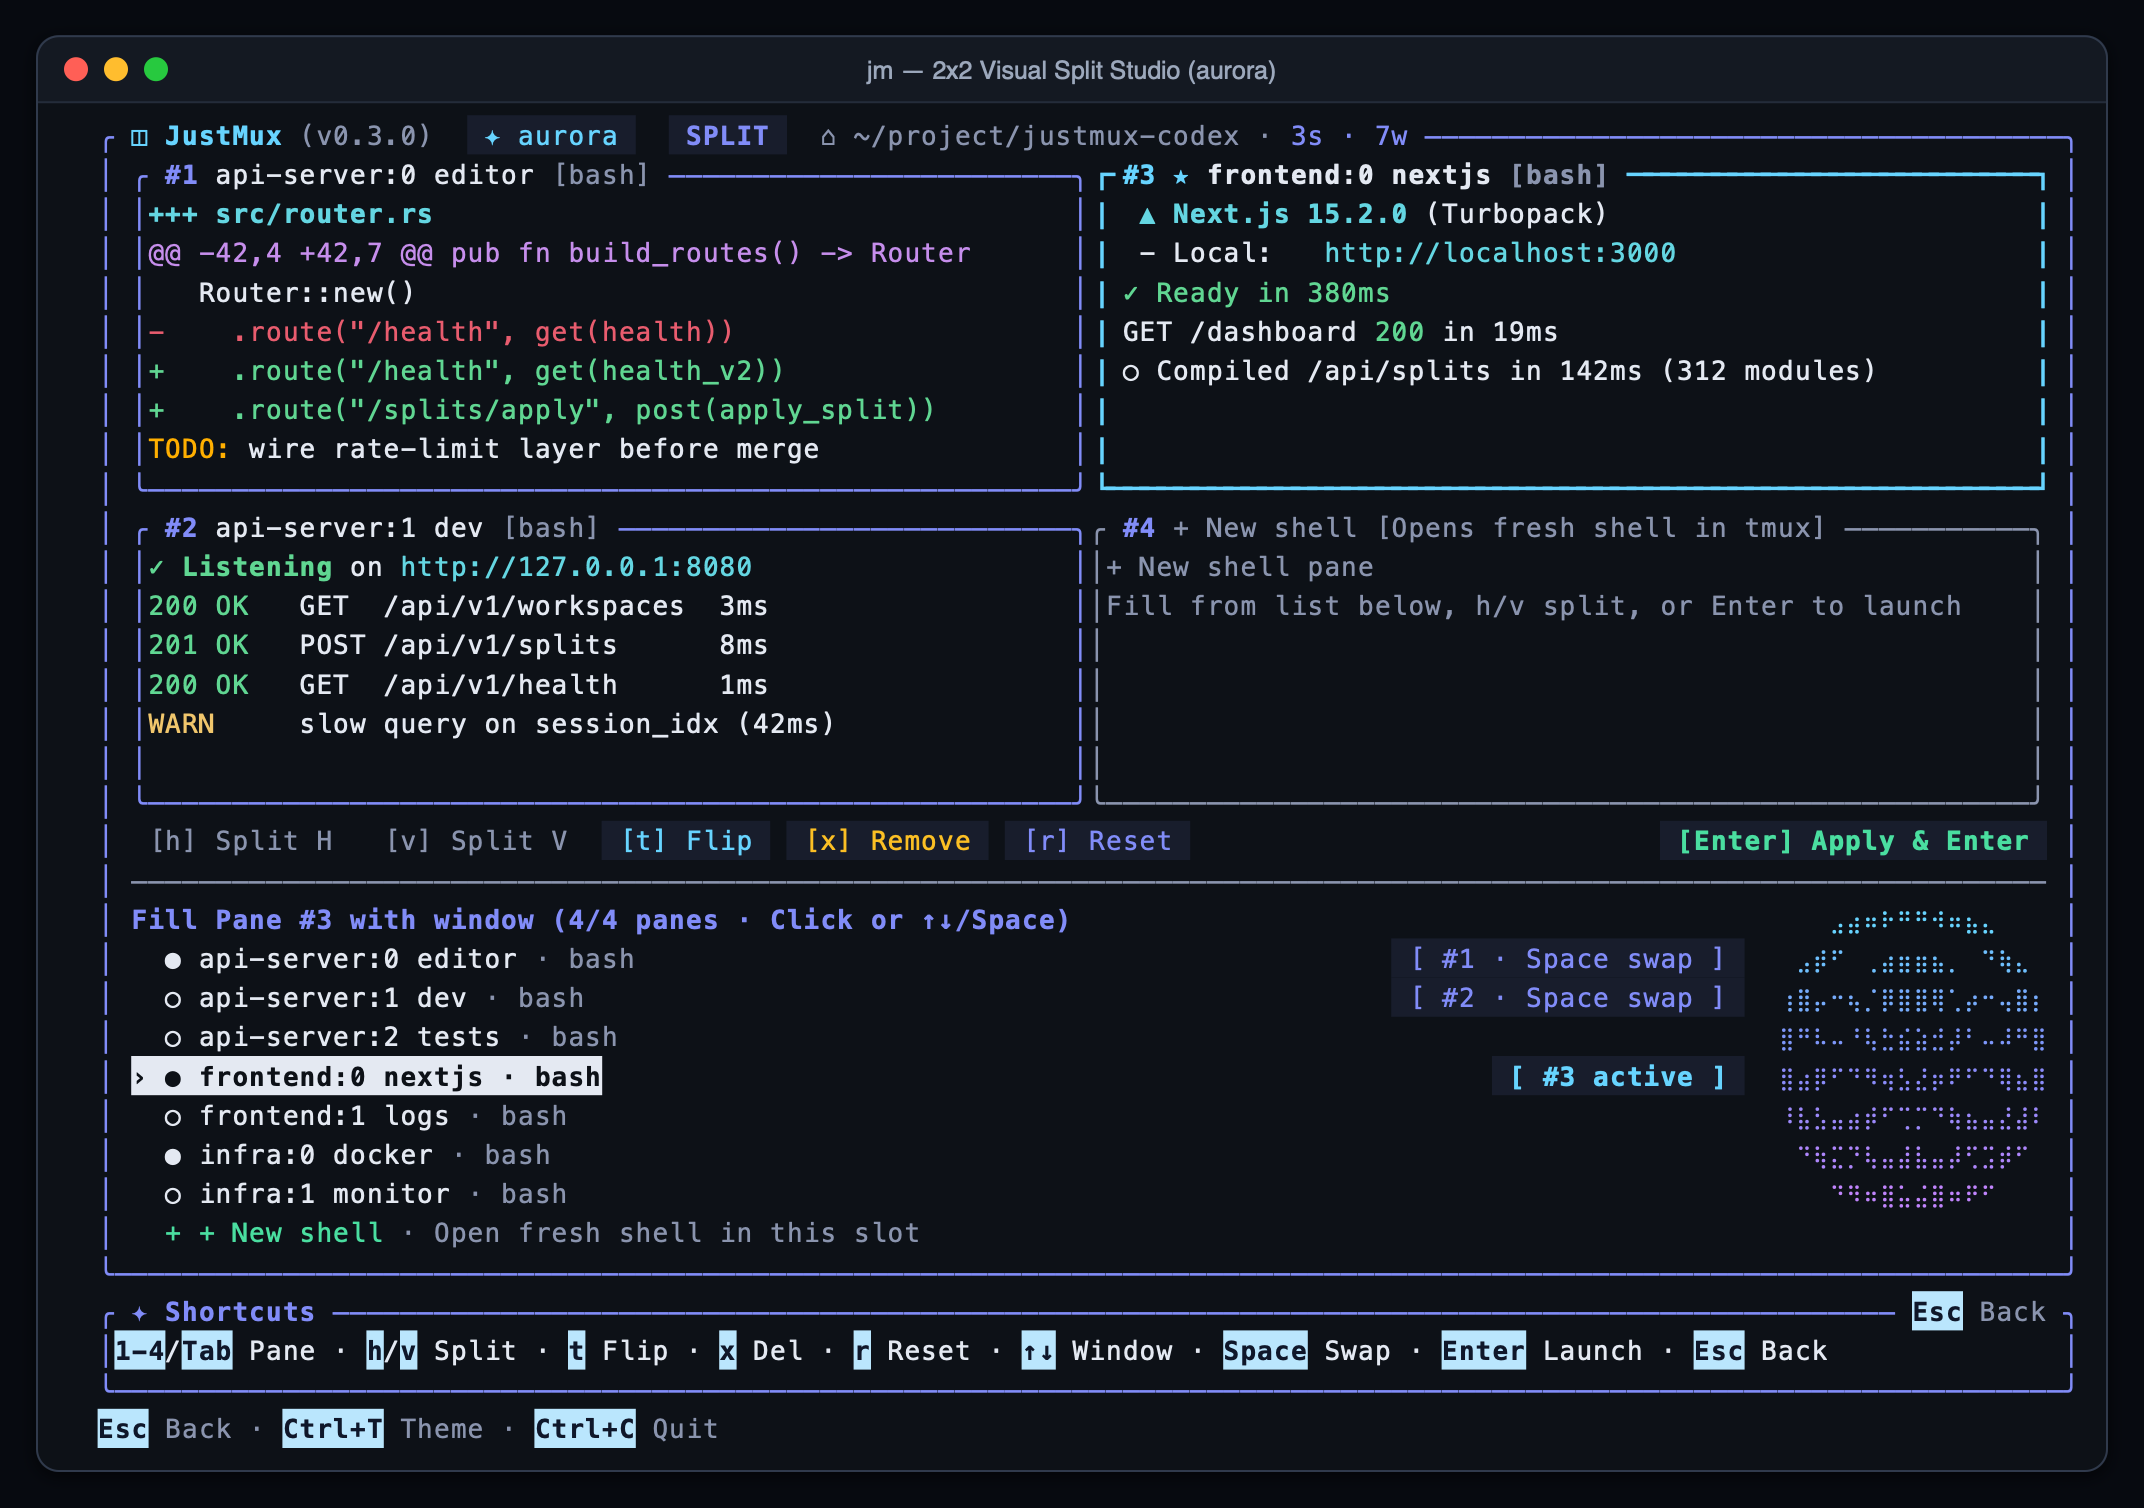 jm — 2x2 Visual Split Studio (aurora)
◫ JustMux (v0.3.0) ✦ aurora SPLIT ⌂ ~/project/justmux-codex · 3s · 7w
#1 api-server:0 editor [bash]
+++ src/router.rs
@@ -42,4 +42,7 @@ pub fn build_routes() -> Router
Router::new()
- .route("/health", get(health))
+ .route("/health", get(health_v2))
+ .route("/splits/apply", post(apply_split))
TODO: wire rate-limit layer before merge
#3 ★ frontend:0 nextjs [bash]
▲ Next.js 15.2.0 (Turbopack)
- Local: http://localhost:3000
✓ Ready in 380ms
GET /dashboard 200 in 19ms
○ Compiled /api/splits in 142ms (312 modules)
#2 api-server:1 dev [bash]
✓ Listening on http://127.0.0.1:8080
200 OK GET /api/v1/workspaces 3ms
201 OK POST /api/v1/splits 8ms
200 OK GET /api/v1/health 1ms
WARN slow query on session_idx (42ms)
#4 + New shell [Opens fresh shell in tmux]
+ New shell pane
Fill from list below, h/v split, or Enter to launch
[h] Split H [v] Split V [t] Flip [x] Remove [r] Reset [Enter] Apply & Enter
Fill Pane #3 with window (4/4 panes · Click or ↑↓/Space)
● api-server:0 editor · bash [ #1 · Space swap ]
○ api-server:1 dev · bash [ #2 · Space swap ]
○ api-server:2 tests · bash
› ● frontend:0 nextjs · bash [ #3 active ]
○ frontend:1 logs · bash
● infra:0 docker · bash
○ infra:1 monitor · bash
+ + New shell · Open fresh shell in this slot
✦ Shortcuts Esc Back
1-4/Tab Pane · h/v Split · t Flip · x Del · r Reset · ↑↓ Window · Space Swap · Enter Launch · Esc Back
Esc Back · Ctrl+T Theme · Ctrl+C Quit